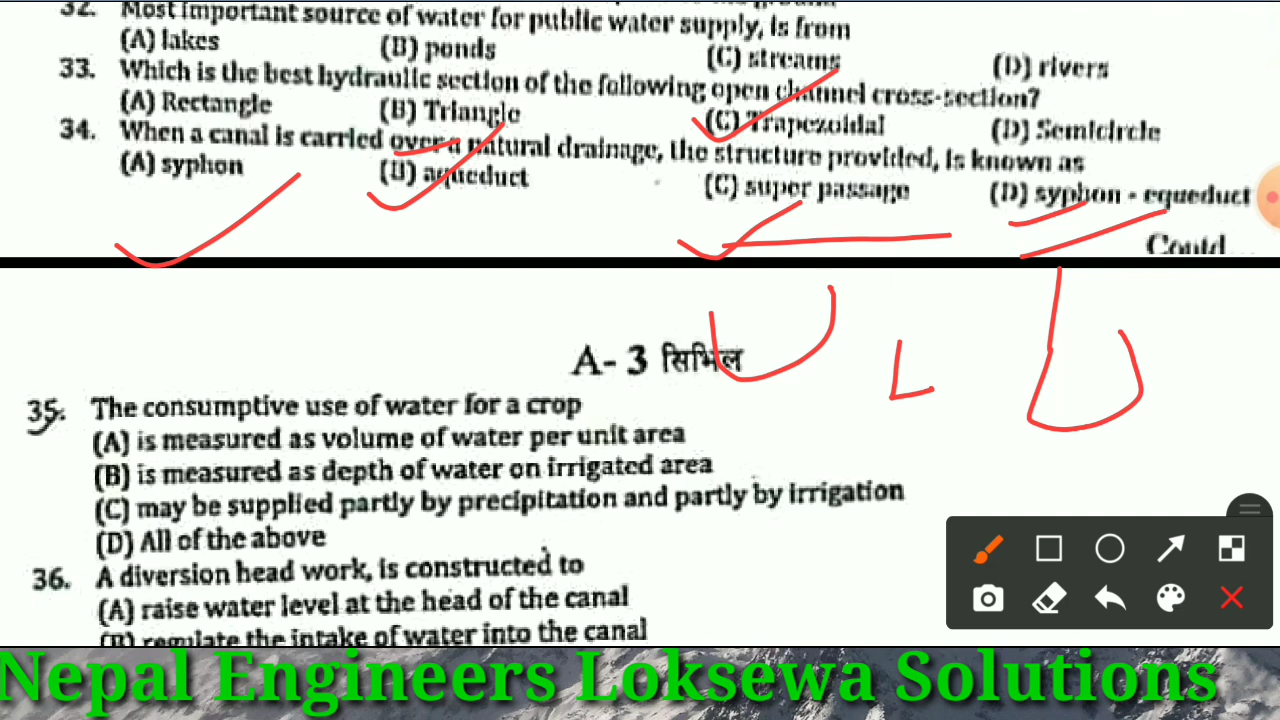 32. Most important source of water for public water supply, is from
(A) lakes (B) ponds (C) streams (D) rivers
33. Which is the best hydraulic section of the following open channel cross-section?
(A) Rectangle (B) Triangle (C) Trapezoidal (D) Semicircle
34. When a canal is carried over a natural drainage, the structure provided, is known as
(A) syphon (B) aqueduct (C) super passage (D) syphon - equeduct
Contd...
A- 3 सिभिल
35. The consumptive use of water for a crop
(A) is measured as volume of water per unit area
(B) is measured as depth of water on irrigated area
(C) may be supplied partly by precipitation and partly by irrigation
(D) All of the above
36. A diversion head work, is constructed to
(A) raise water level at the head of the canal
(B) regulate the intake of water into the canal
Nepal Engineers Loksewa Solutions